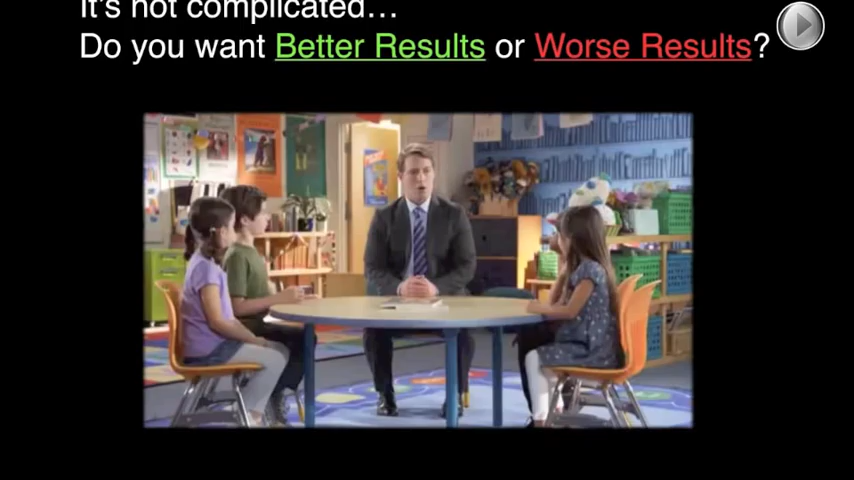 It's not complicated…
Do you want Better Results or Worse Results?